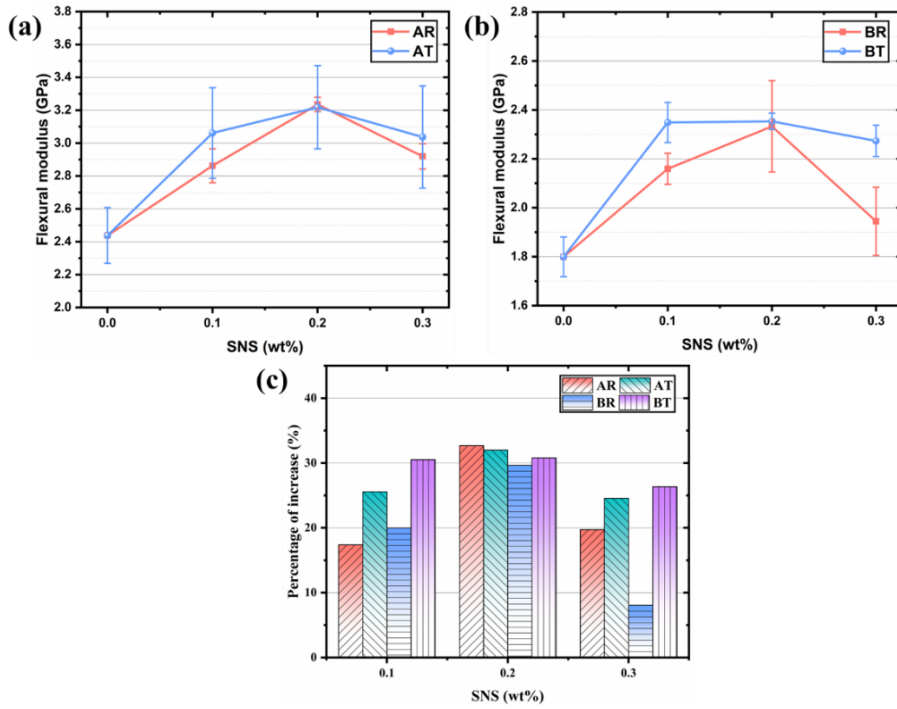 (a)
Flexural modulus (GPa)
3.8
3.6
3.4
3.2
3.0
2.8
2.6
2.4
2.2
2.0
AR
AT
0.0 0.1 0.2 0.3
SNS (wt%)
(b)
Flexural modulus (GPa)
2.8
2.6
2.4
2.2
2.0
1.8
1.6
BR
BT
0.0 0.1 0.2 0.3
SNS (wt%)
(c)
Percentage of increase (%)
40
30
20
10
0
AR AT
BR BT
0.1 0.2 0.3
SNS (wt%)